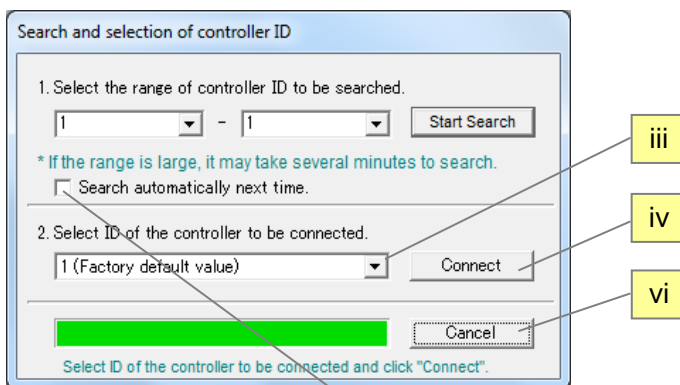 Search and selection of controller ID
1. Select the range of controller ID to be searched.
1 - 1 Start Search
* If the range is large, it may take several minutes to search.
Search automatically next time.
2. Select ID of the controller to be connected.
1 (Factory default value) Connect
Cancel
Select ID of the controller to be connected and click "Connect".
iii
iv
vi